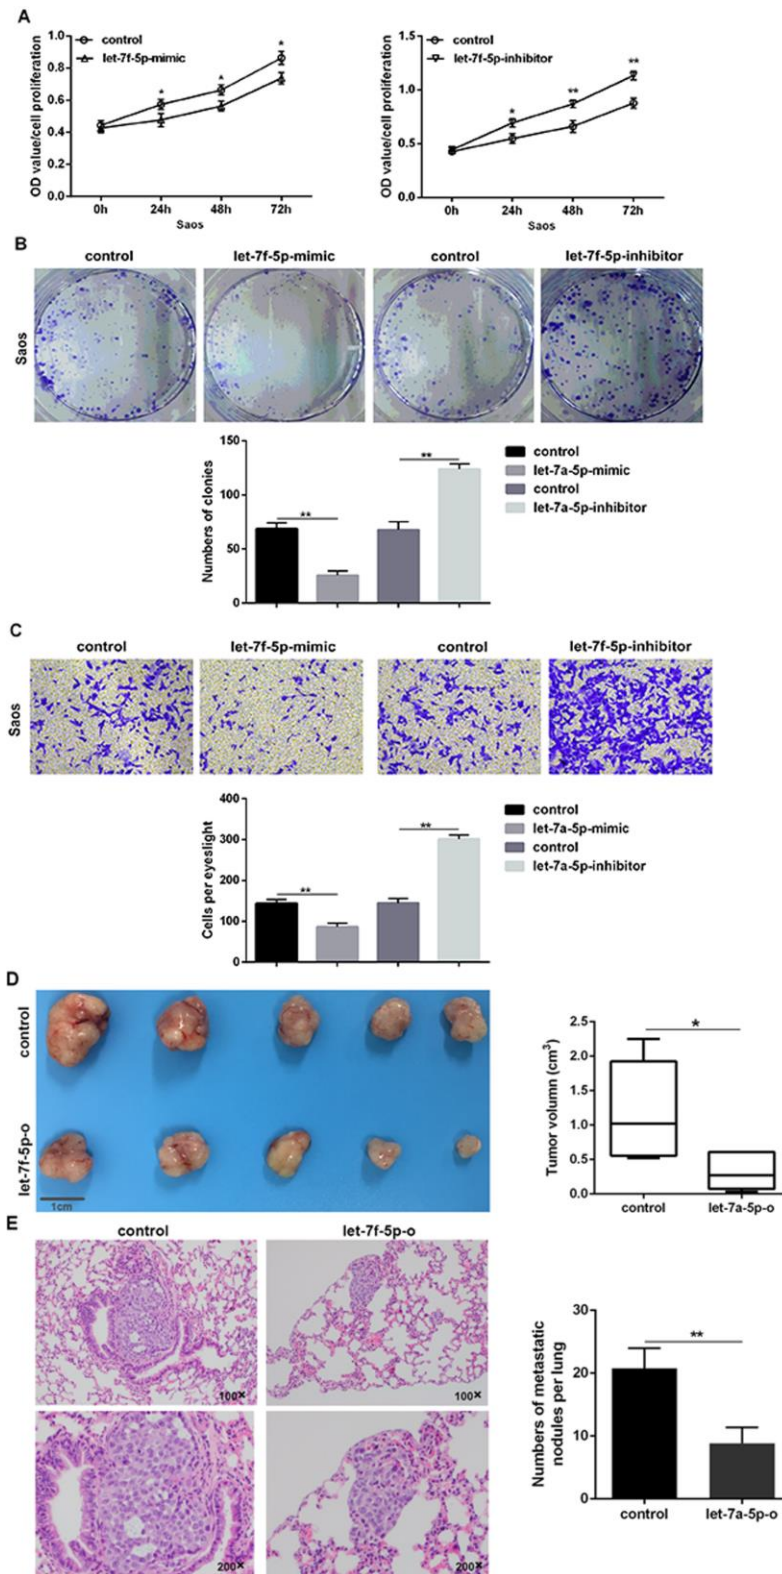 A
control
let-7f-5p-mimic
OD value/cell proliferation
1.0
0.8
0.6
0.4
0.2
0.0
* * *
0h 24h 48h 72h
Saos
control
let-7f-5p-inhibitor
OD value/cell proliferation
1.5
1.0
0.5
0.0
* ** **
0h 24h 48h 72h
Saos
B
control let-7f-5p-mimic control let-7f-5p-inhibitor
Saos
Numbers of clonies
150
100
50
0
**
**
control
let-7a-5p-mimic
control
let-7a-5p-inhibitor
C
control let-7f-5p-mimic control let-7f-5p-inhibitor
Saos
Cells per eyeslight
400
300
200
100
0
**
**
control
let-7a-5p-mimic
control
let-7a-5p-inhibitor
D
control
let-7f-5p-o
1cm
Tumor volumn (cm³)
2.5
2.0
1.5
1.0
0.5
0.0
*
control let-7a-5p-o
E
control let-7f-5p-o
100× 100×
200× 200×
Numbers of metastatic
nodules per lung
30
20
10
0
**
control let-7a-5p-o